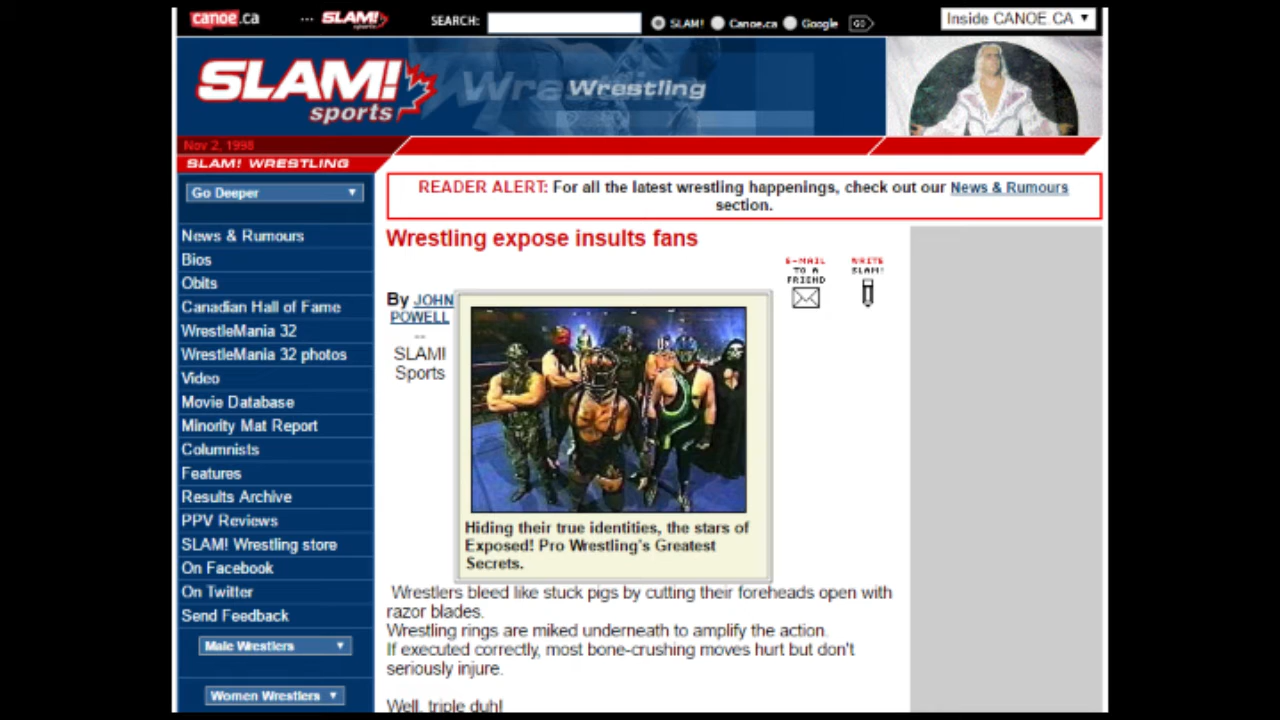 canoe.ca ... SLAM! sports SEARCH: SLAM! Canoe.ca Google GO Inside CANOE.CA
SLAM! sports
Wrestling
Nov 2, 1998
SLAM! WRESTLING
Go Deeper
News & Rumours
Bios
Obits
Canadian Hall of Fame
WrestleMania 32
WrestleMania 32 photos
Video
Movie Database
Minority Mat Report
Columnists
Features
Results Archive
PPV Reviews
SLAM! Wrestling store
On Facebook
On Twitter
Send Feedback
Male Wrestlers
Women Wrestlers
READER ALERT: For all the latest wrestling happenings, check out our News & Rumours
section.
Wrestling expose insults fans
E-MAIL
TO A
FRIEND
WRITE
SLAM!
By JOHN
POWELL
--
SLAM!
Sports
Hiding their true identities, the stars of
Exposed! Pro Wrestling's Greatest
Secrets.
Wrestlers bleed like stuck pigs by cutting their foreheads open with
razor blades.
Wrestling rings are miked underneath to amplify the action.
If executed correctly, most bone-crushing moves hurt but don't
seriously injure.
Well, triple duh!